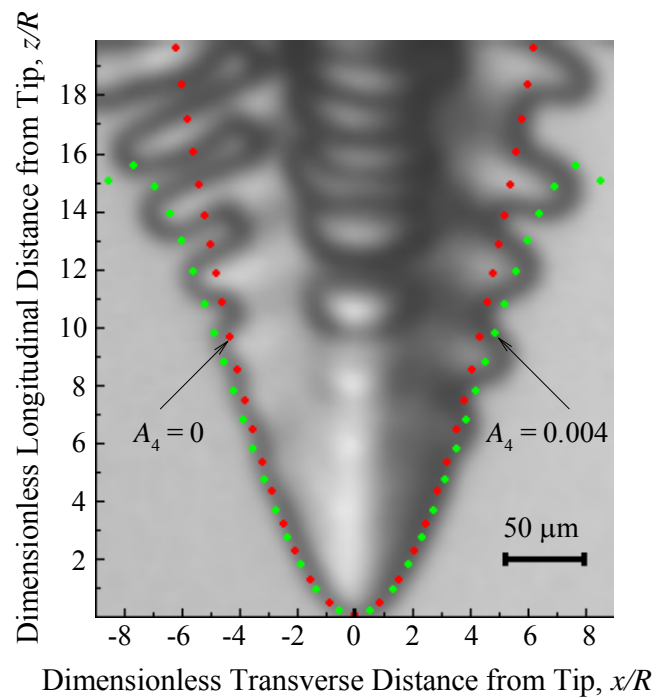 Dimensionless Longitudinal Distance from Tip, z/R
18
16
14
12
10
8
6
4
2
A₄ = 0
A₄ = 0.004
50 μm
-8 -6 -4 -2 0 2 4 6 8
Dimensionless Transverse Distance from Tip, x/R